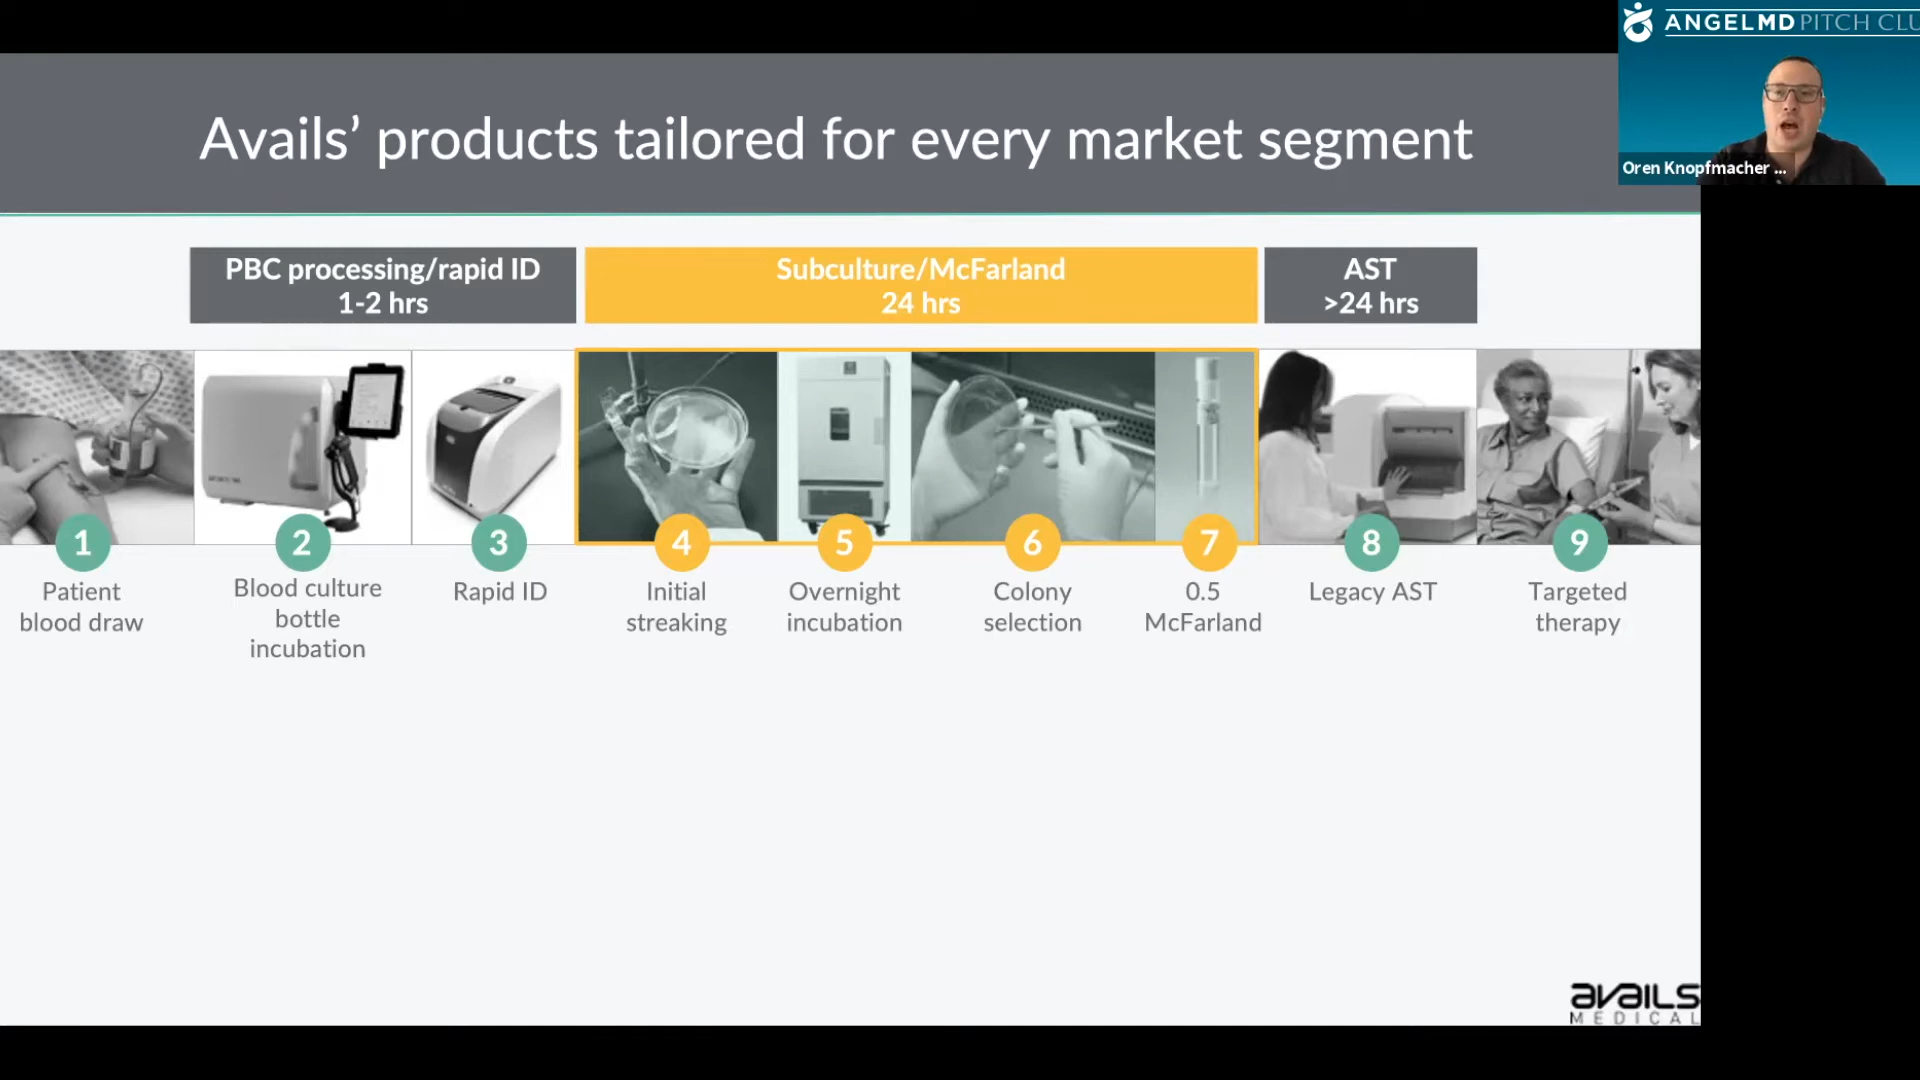 ANGELMD PITCH CLU
Oren Knopfmacher ...
Avails’ products tailored for every market segment
PBC processing/rapid ID
1-2 hrs
Subculture/McFarland
24 hrs
AST
>24 hrs
1
2
3
4
5
6
7
8
9
Patient
blood draw
Blood culture
bottle
incubation
Rapid ID
Initial
streaking
Overnight
incubation
Colony
selection
0.5
McFarland
Legacy AST
Targeted
therapy
avails
MEDICAL